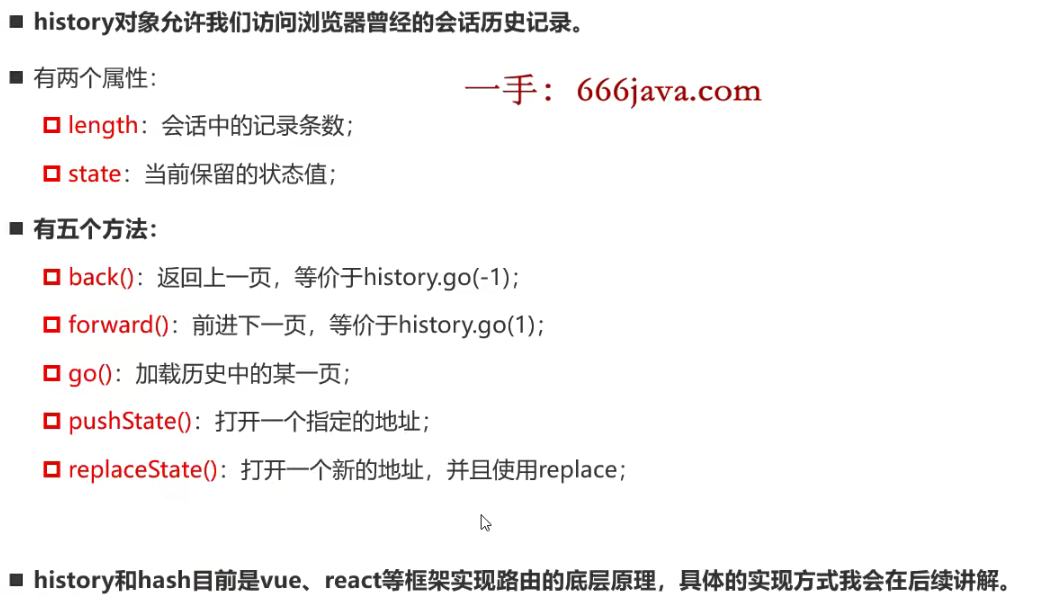 history对象允许我们访问浏览器曾经的会话历史记录。
有两个属性：
一手：666java.com
length：会话中的记录条数；
state：当前保留的状态值；
有五个方法：
back()：返回上一页，等价于history.go(-1)；
forward()：前进下一页，等价于history.go(1)；
go()：加载历史中的某一页；
pushState()：打开一个指定的地址；
replaceState()：打开一个新的地址，并且使用replace；
history和hash目前是vue、react等框架实现路由的底层原理，具体的实现方式我会在后续讲解。